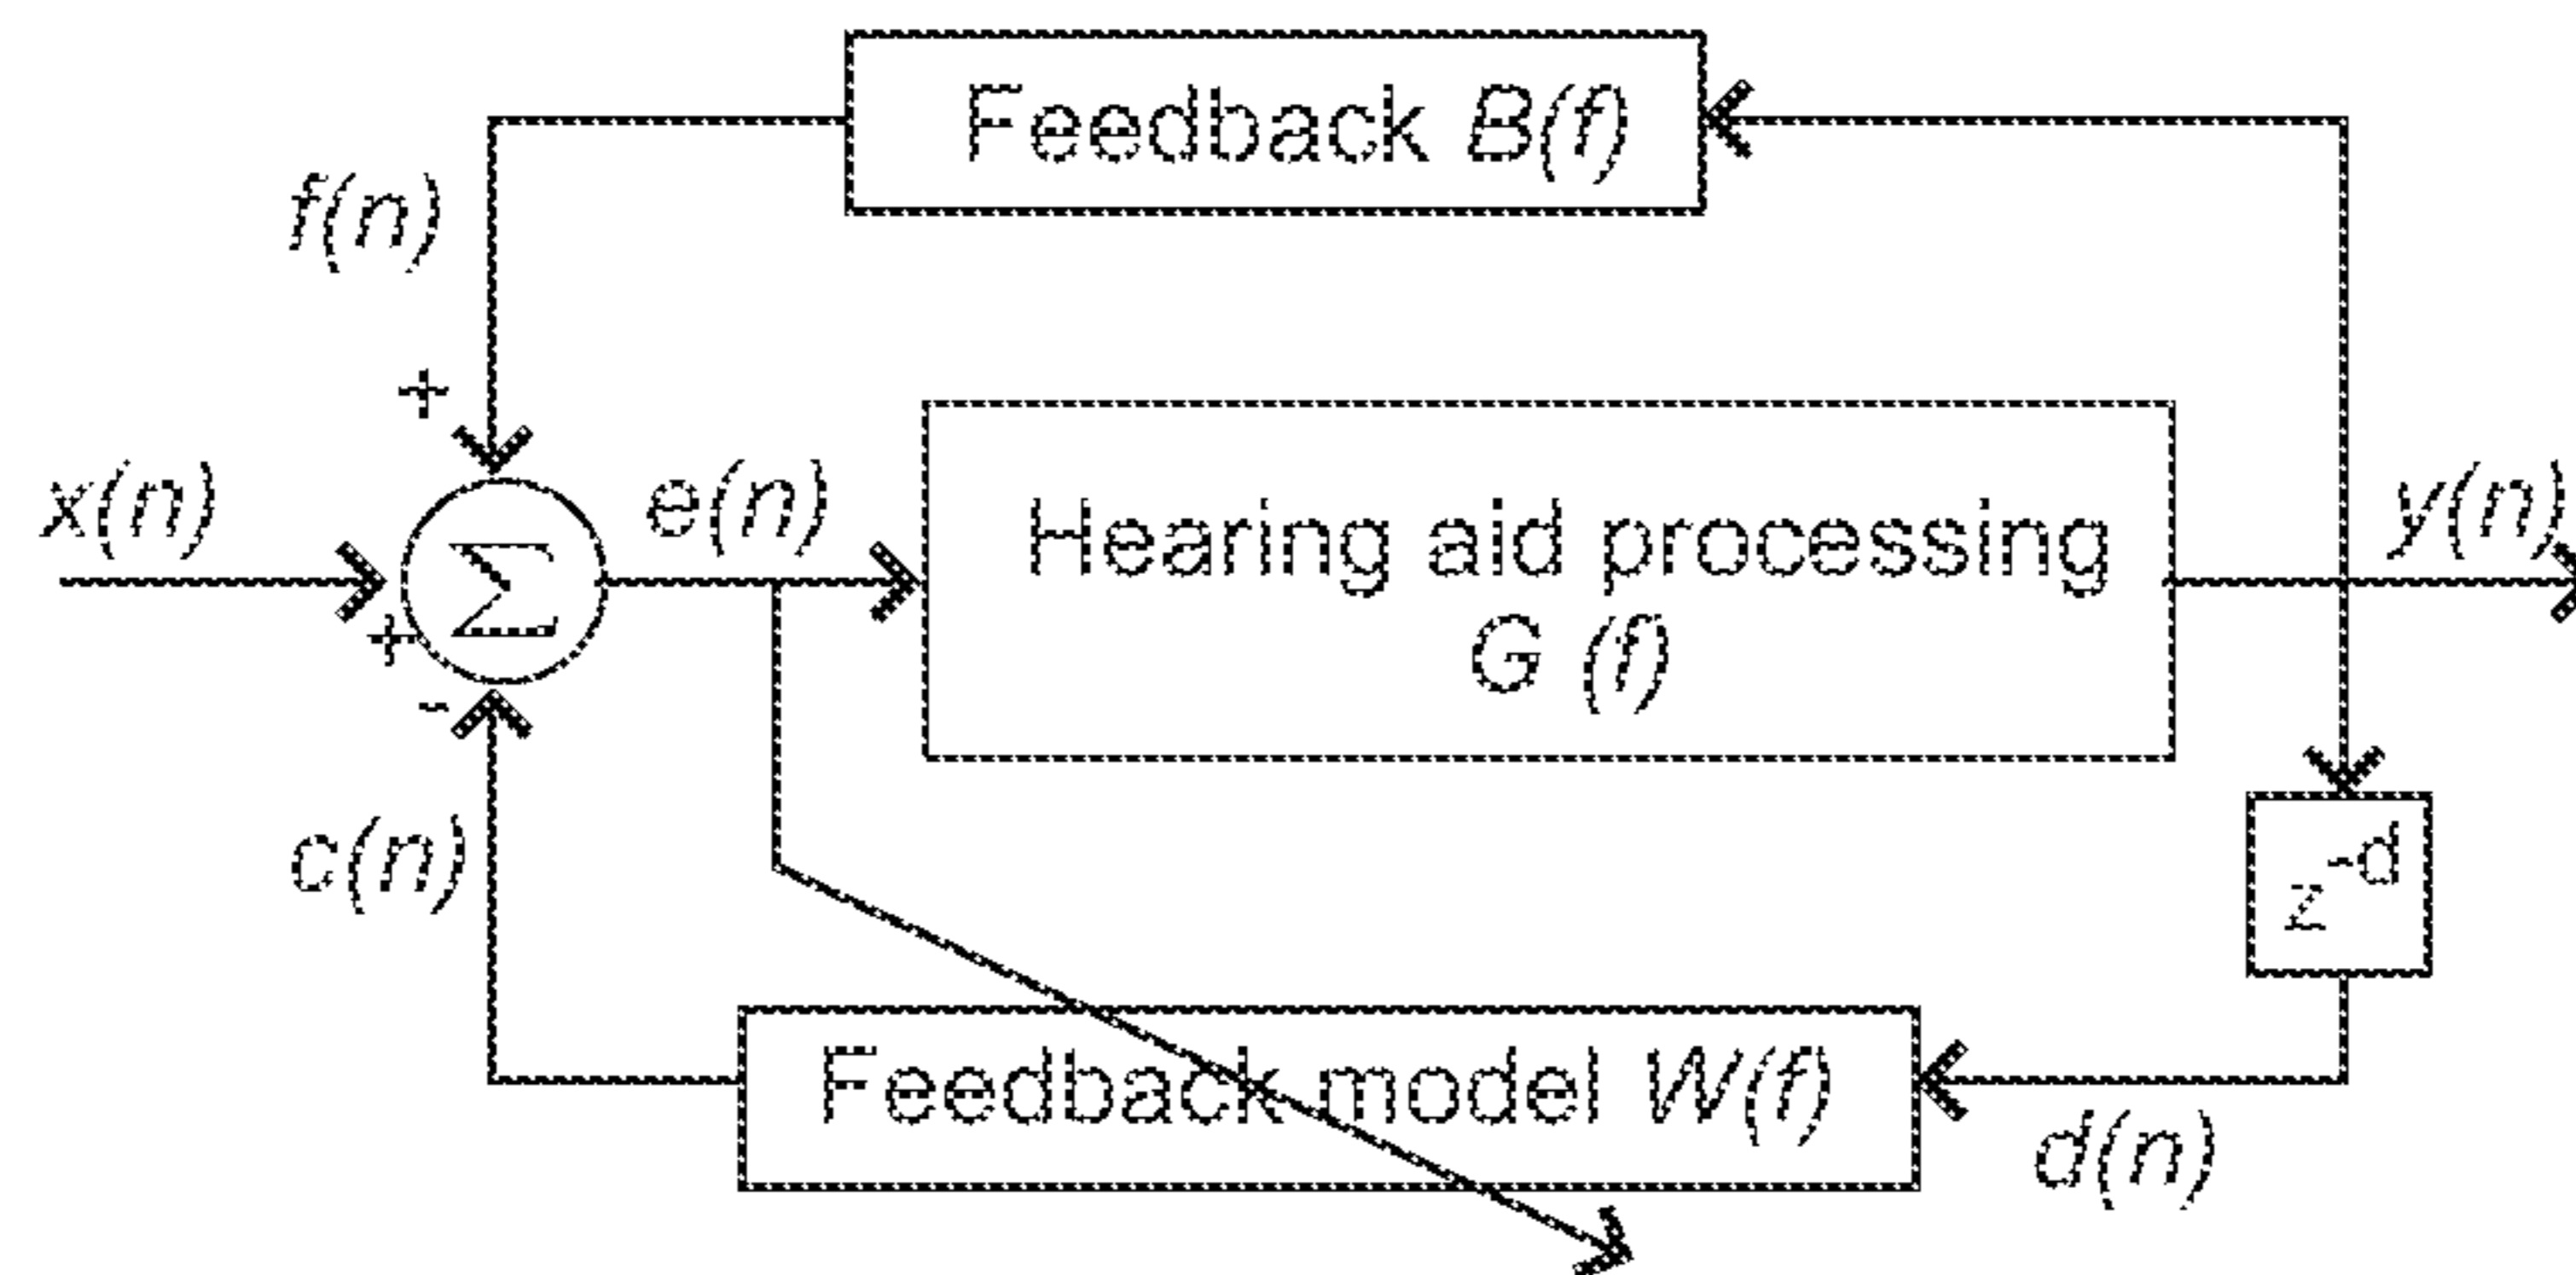 Feedback B(f)
f(n)
+
x(n)
e(n)
Hearing aid processing
G (f)
y(n)
Σ
+
-
c(n)
z^-d
Feedback model W(f)
d(n)